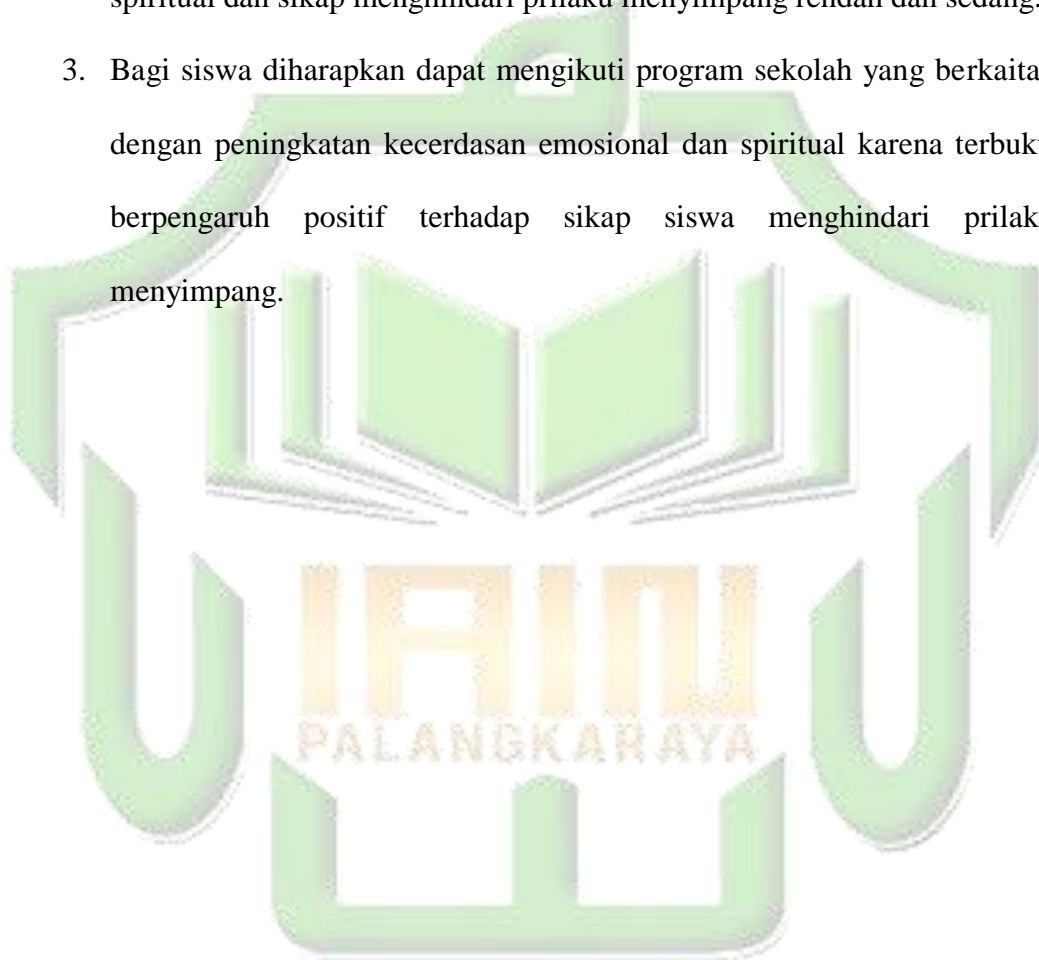 spiritual dan sikap menghindari prilaku menyimpang rendah dan sedang.
3. Bagi siswa diharapkan dapat mengikuti program sekolah yang berkaita
dengan peningkatan kecerdasan emosional dan spiritual karena terbukt
berpengaruh positif terhadap sikap siswa menghindari prilak
menyimpang.
IAIN
PALANGKARAYA